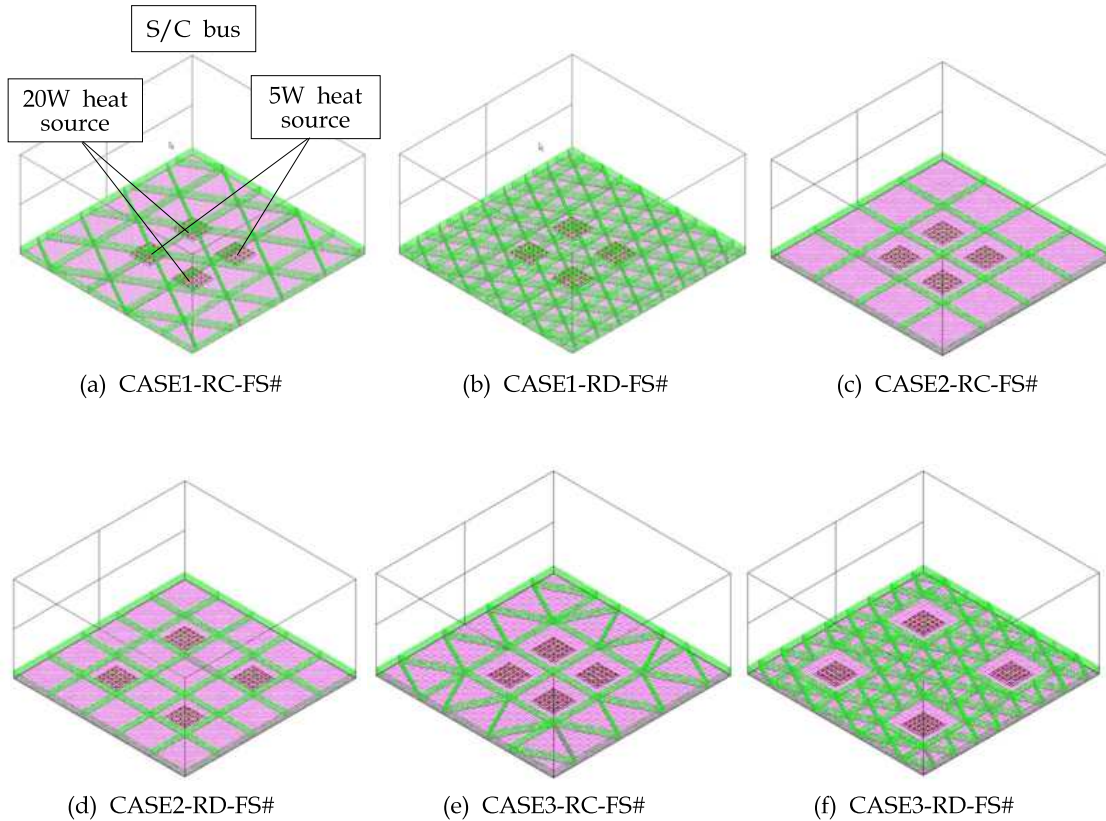 S/C bus
20W heat
source
5W heat
source
(a) CASE1-RC-FS#
(b) CASE1-RD-FS#
(c) CASE2-RC-FS#
(d) CASE2-RD-FS#
(e) CASE3-RC-FS#
(f) CASE3-RD-FS#